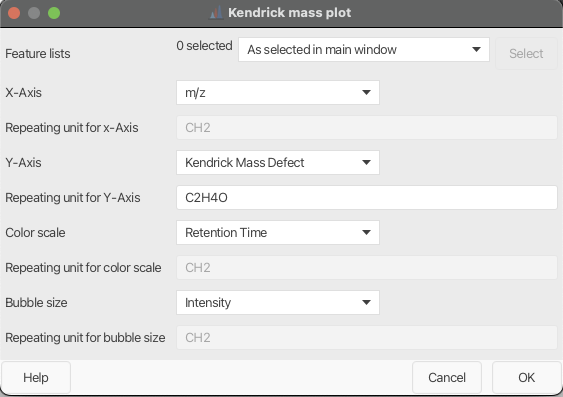 Kendrick mass plot
Feature lists 0 selected As selected in main window Select
X-Axis m/z
Repeating unit for x-Axis CH2
Y-Axis Kendrick Mass Defect
Repeating unit for Y-Axis C2H4O
Color scale Retention Time
Repeating unit for color scale CH2
Bubble size Intensity
Repeating unit for bubble size CH2
Help Cancel OK